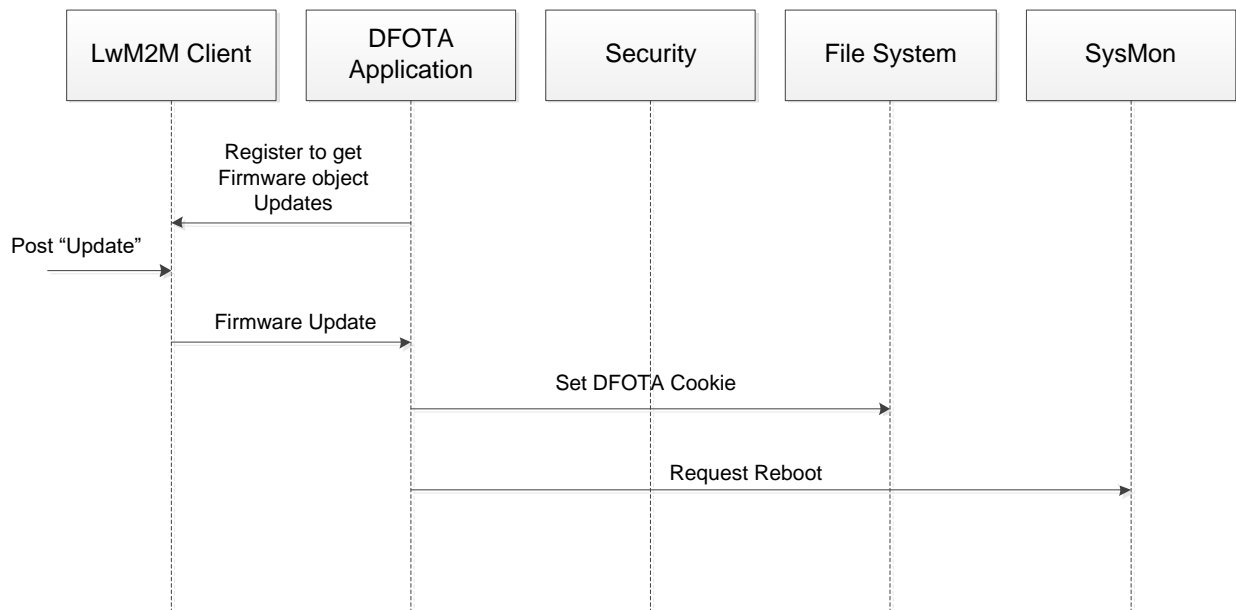 LwM2M Client
DFOTA
Application
Security
File System
SysMon
Register to get
Firmware object
Updates
Post “Update”
Firmware Update
Set DFOTA Cookie
Request Reboot